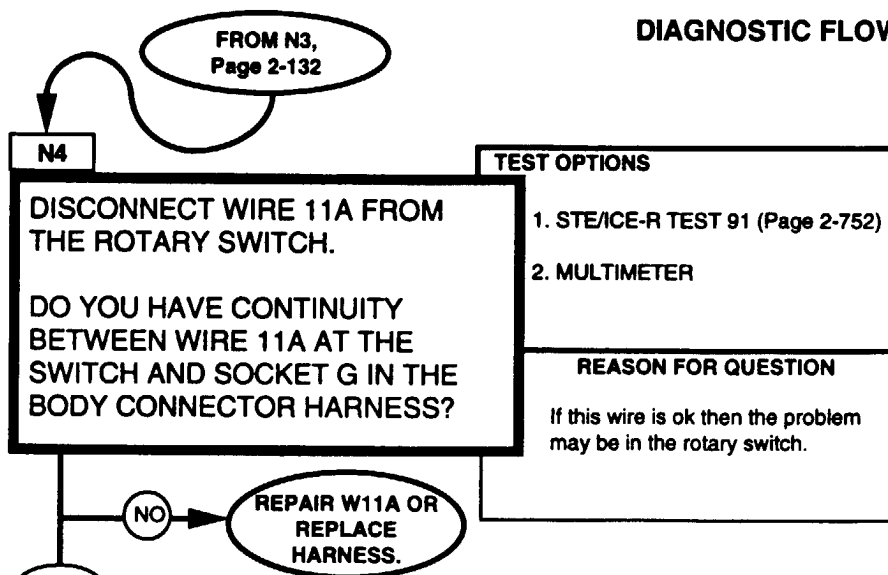 DIAGNOSTIC FLOW
FROM N3,
Page 2-132
N4
DISCONNECT WIRE 11A FROM
THE ROTARY SWITCH.
DO YOU HAVE CONTINUITY
BETWEEN WIRE 11A AT THE
SWITCH AND SOCKET G IN THE
BODY CONNECTOR HARNESS?
TEST OPTIONS
1. STE/ICE-R TEST 91 (Page 2-752)
2. MULTIMETER
REASON FOR QUESTION
If this wire is ok then the problem
may be in the rotary switch.
NO
REPAIR W11A OR
REPLACE
HARNESS.